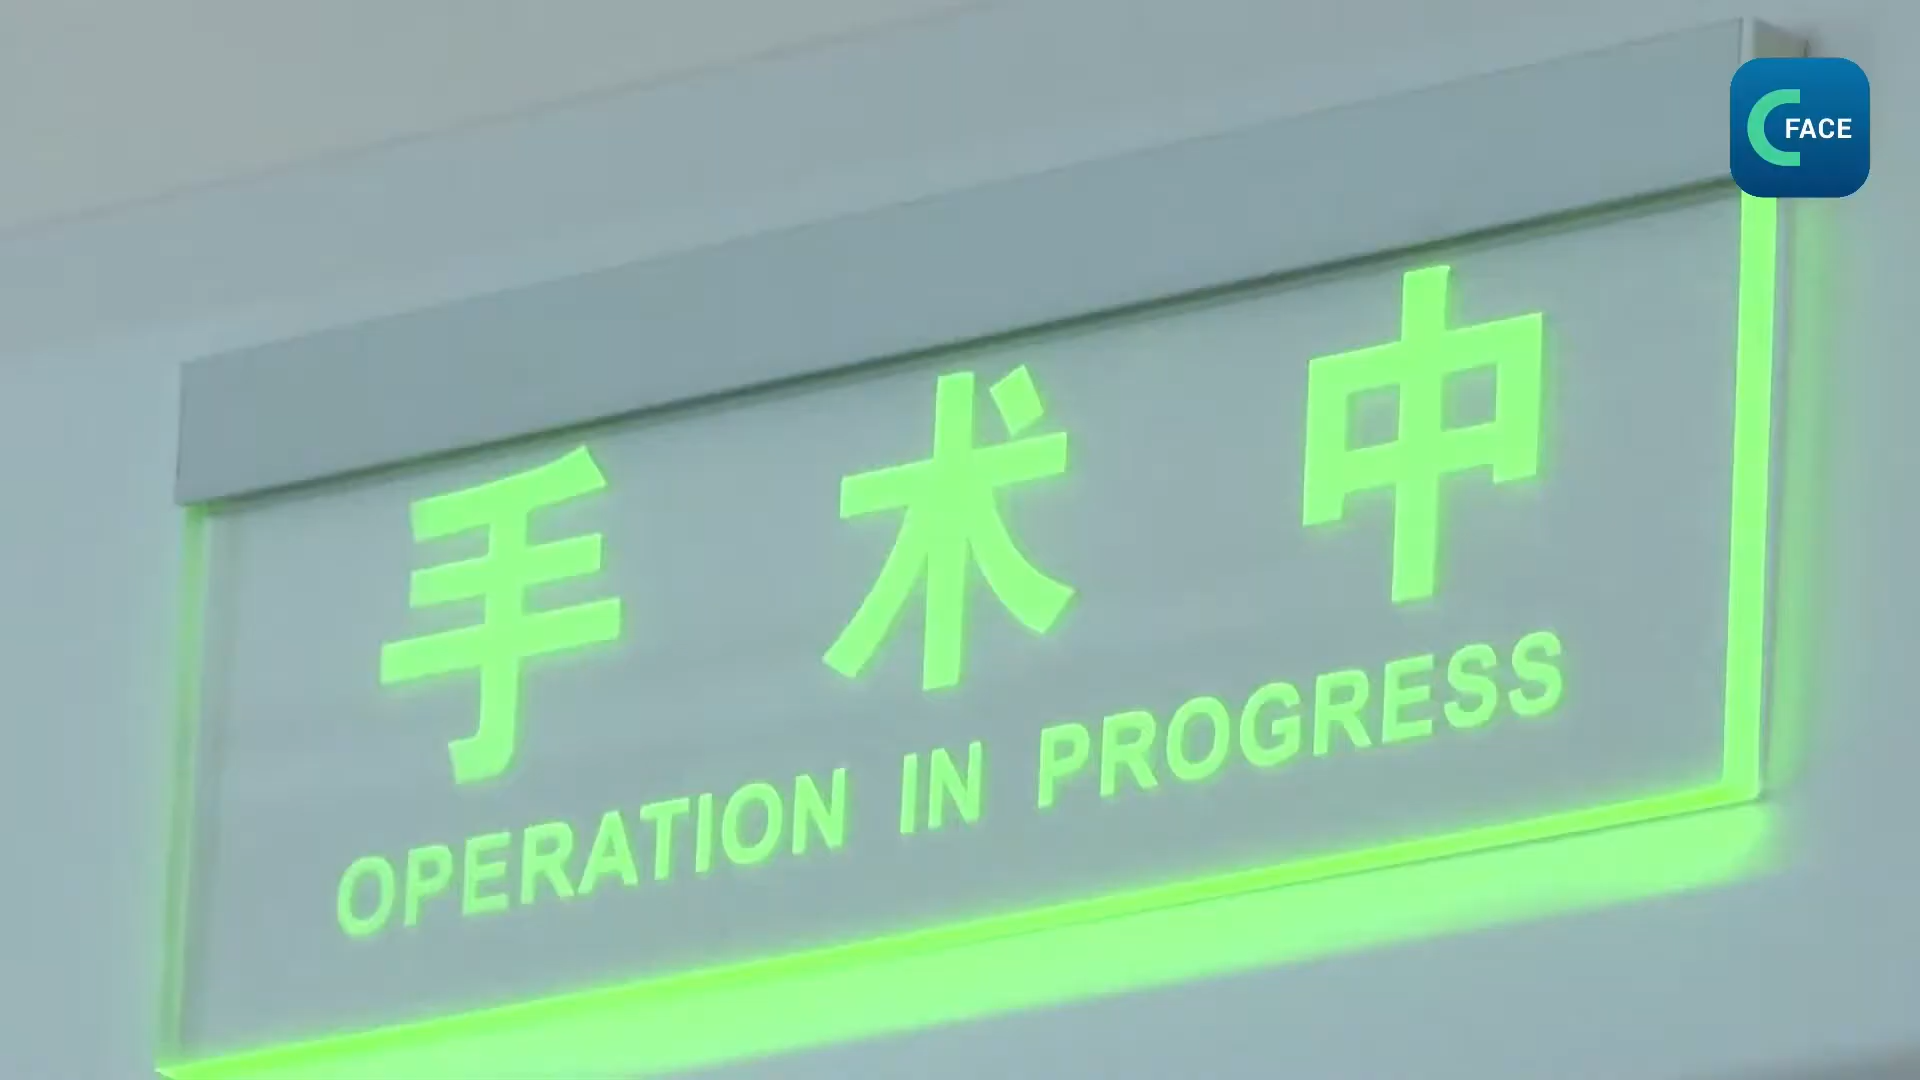 FACE
手术中
OPERATION IN PROGRESS